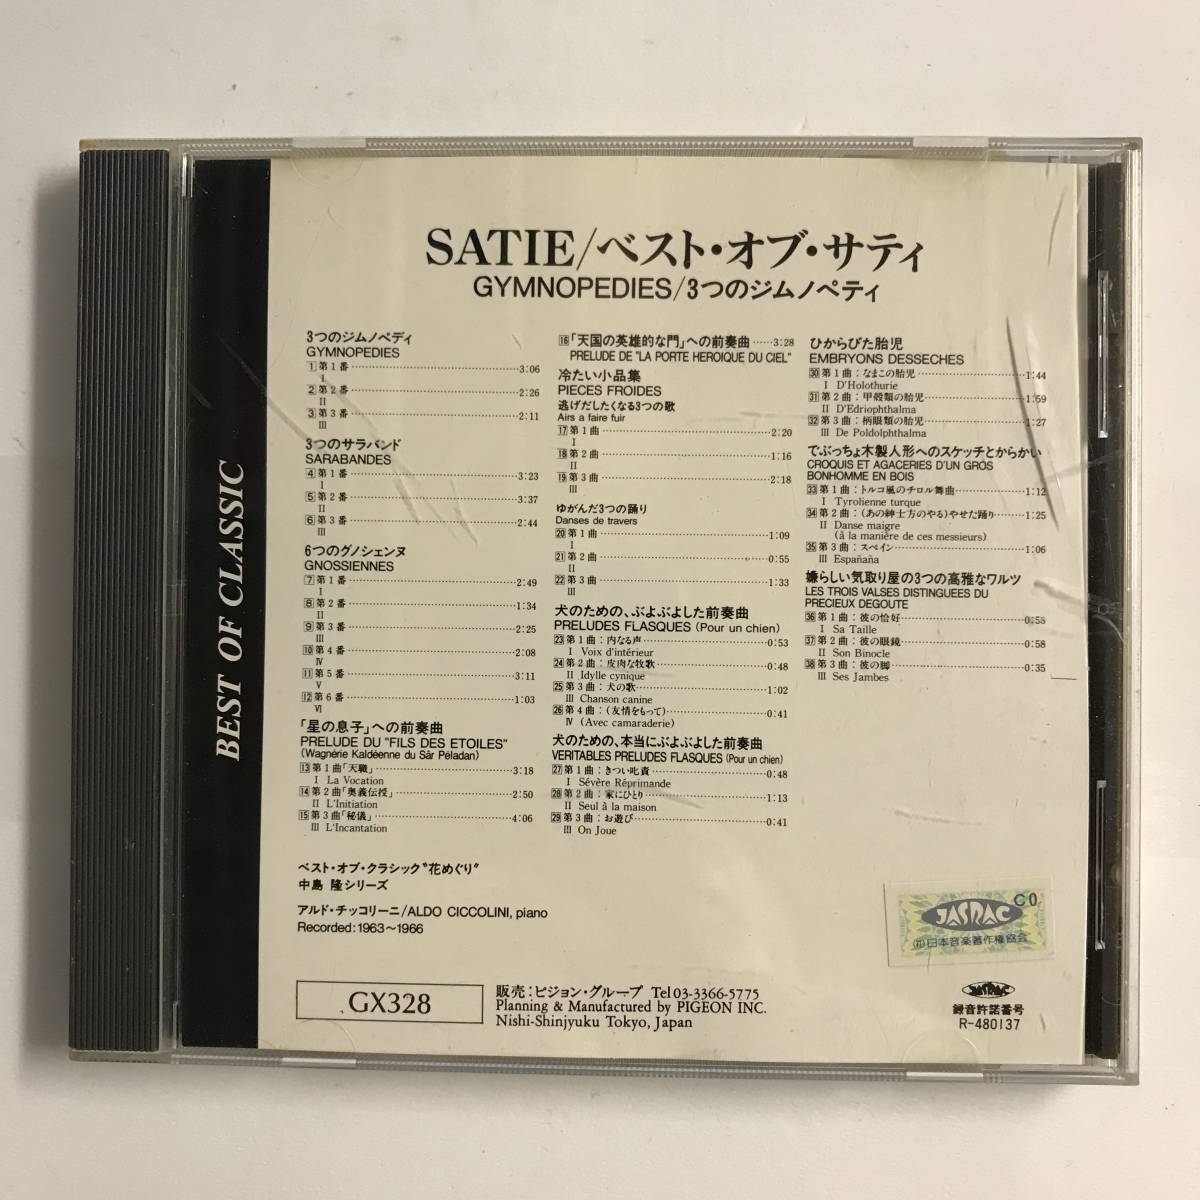 BEST OF CLASSIC
SATIE/ベスト・オブ・サティ
GYMNOPEDIES/3つのジムノペティ
3つのジムノペディ
GYMNOPEDIES
1 第1番 3:06
I
2 第2番 2:26
II
3 第3番 2:11
III
3つのサラバンド
SARABANDES
4 第1番 3:23
I
5 第2番 3:37
II
6 第3番 2:44
III
6つのグノシェンヌ
GNOSSIENNES
7 第1番 2:49
I
8 第2番 1:34
II
9 第3番 2:25
III
10 第4番 2:08
IV
11 第5番 3:11
V
12 第6番 1:03
VI
「星の息子」への前奏曲
PRELUDE DU "FILS DES ETOILES"
(Wagnérie Kaldéenne du Sâr Péladan)
13 第1曲「天職」 3:18
I La Vocation
14 第2曲「奥義伝授」 2:50
II L'Initiation
15 第3曲「秘儀」 4:06
III L'Incantation
16 「天国の英雄的な門」への前奏曲 3:28
PRELUDE DE "LA PORTE HEROIQUE DU CIEL"
冷たい小品集
PIECES FROIDES
逃げだしたくなる3つの歌
Airs a faire fuir
17 第1曲 2:20
I
18 第2曲 1:16
II
19 第3曲 2:18
III
ゆがんだ3つの踊り
Danses de travers
20 第1曲 1:09
I
21 第2曲 0:55
II
22 第3曲 1:33
III
犬のための、ぶよぶよした前奏曲
PRELUDES FLASQUES (Pour un chien)
23 第1曲:内なる声 0:53
I Voix d'intérieur
24 第2曲:皮肉な牧歌 0:48
II Idylle cynique
25 第3曲:犬の歌 1:02
III Chanson canine
26 第4曲:(友情をもって) 0:41
IV (Avec camaraderie)
犬のための、本当にぶよぶよした前奏曲
VERITABLES PRELUDES FLASQUES (Pour un chien)
27 第1曲:きつい叱責 0:48
I Sévère Réprimande
28 第2曲:家にひとり 1:13
II Seul à la maison
29 第3曲:お遊び 0:41
III On Joue
ひからびた胎児
EMBRYONS DESSECHES
30 第1曲:なまこの胎児 1:44
I D'Holothurie
31 第2曲:甲殻類の胎児 1:59
II D'Edriophthalma
32 第3曲:柄眼類の胎児 1:27
III De Poldolphthalma
でぶっちょ木製人形へのスケッチとからかい
CROQUIS ET AGACERIES D'UN GROS
BONHOMME EN BOIS
33 第1曲:トルコ風のチロル舞曲 1:12
I Tyrolienne turque
34 第2曲:(あの紳士方のやる)やせた踊り 1:25
II Danse maigre
(à la manière de ces messieurs)
35 第3曲:スペイン 1:06
III Españaña
嫌らしい気取り屋の3つの高雅なワルツ
LES TROIS VALSES DISTINGUEES DU
PRECIEUX DEGOUTE
36 第1曲:彼の恰好 0:58
I Sa Taille
37 第2曲:彼の眼鏡 0:58
II Son Binocle
38 第3曲:彼の脚 0:35
III Ses Jambes
ベスト・オブ・クラシック"花めぐり"
中島 隆シリーズ
アルド・チッコリーニ/ALDO CICCOLINI, piano
Recorded:1963〜1966
GX328
販売:ピジョン・グループ Tel 03-3366-5775
Planning & Manufactured by PIGEON INC.
Nishi-Shinjyuku Tokyo, Japan
C0
JASRAC
(社)日本音楽著作権協会
JASRAC
録音許諾番号
R-480137